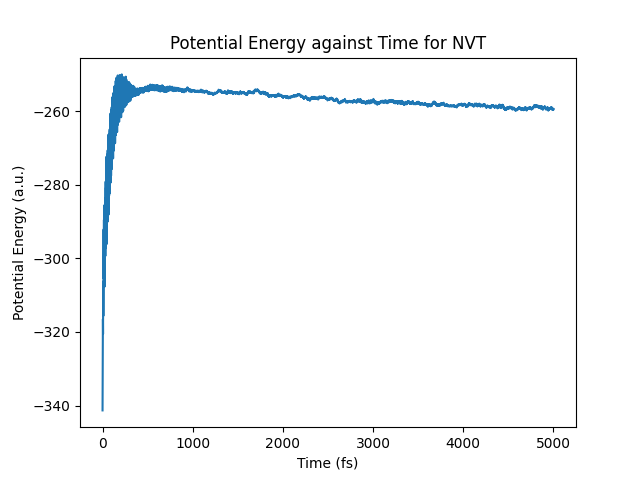 Potential Energy against Time for NVT
Potential Energy (a.u.)
−260
−280
−300
−320
−340
0 1000 2000 3000 4000 5000
Time (fs)